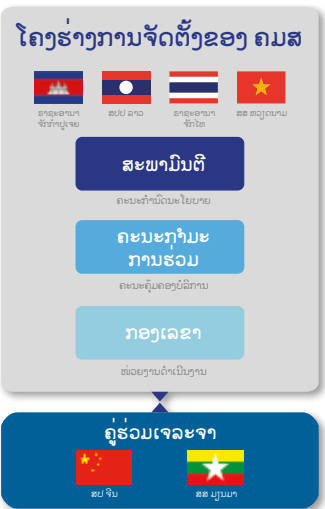 ໂຄງຮ່າງການຈັດຕັ້ງຂອງ ຄມສ
ຣາຊະອານາ
ຈັກກຳປູເຈຍ
ສປປ ລາວ
ຣາຊະອານາ
ຈັກໄທ
ສສ ຫວຽດນາມ
ສະພາມົນຕີ
ຄະນະກຳນົດນະໂຍບາຍ
ຄະນະກຳມະ
ການຮ່ວມ
ຄະນະຄຸ້ມຄອງບໍລິການ
ກອງເລຂາ
ໜ່ວຍງານດຳເນີນງານ
ຄູ່ຮ່ວມເຈລະຈາ
ສປ ຈີນ
ສສ ມຽນມາ